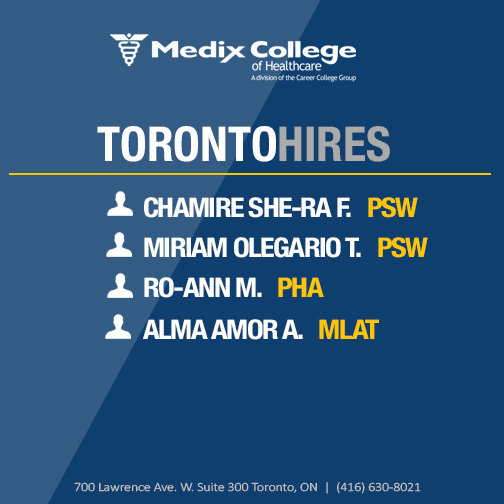 Medix College
of Healthcare
A division of the Career College Group
TORONTOHIRES
CHAMIRE SHE-RA F. PSW
MIRIAM OLEGARIO T. PSW
RO-ANN M. PHA
ALMA AMOR A. MLAT
700 Lawrence Ave. W. Suite 300 Toronto, ON | (416) 630-8021